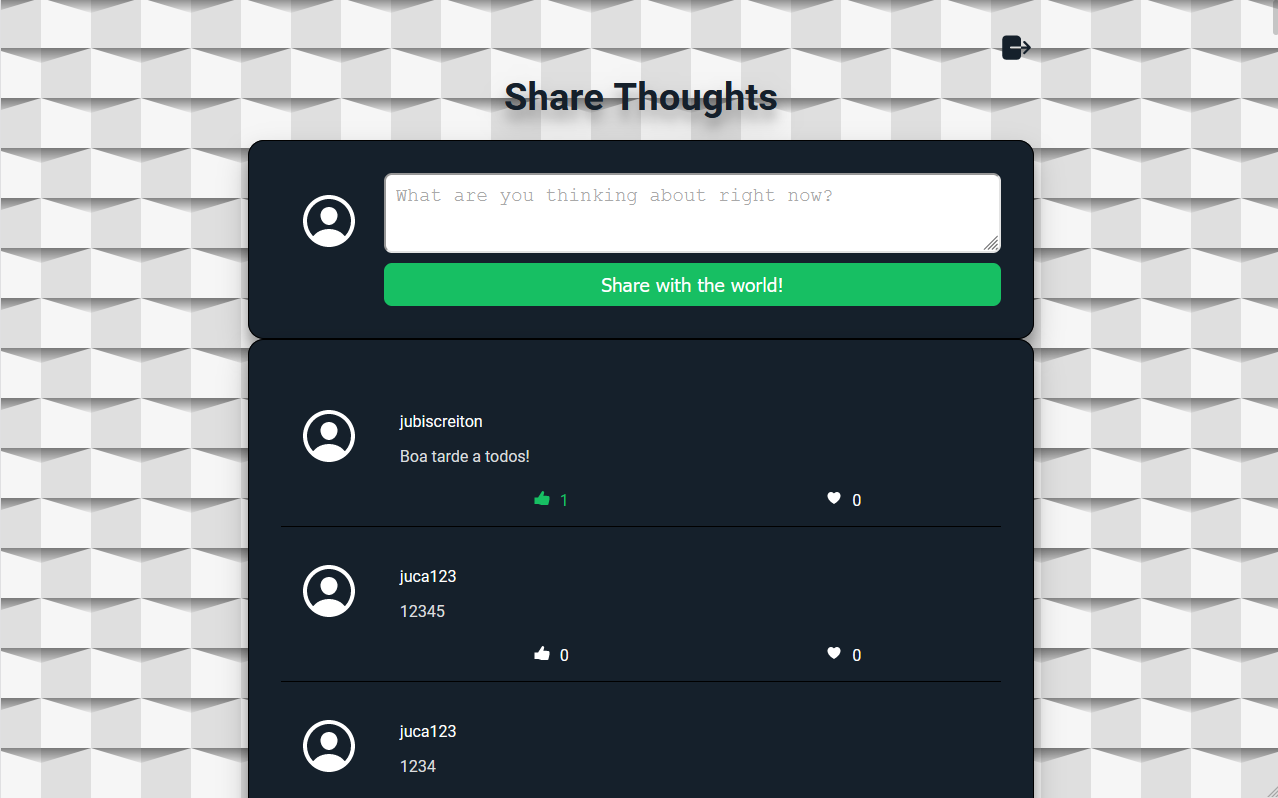 Share Thoughts
What are you thinking about right now?
Share with the world!
jubiscreiton
Boa tarde a todos!
1 0
juca123
12345
0 0
juca123
1234